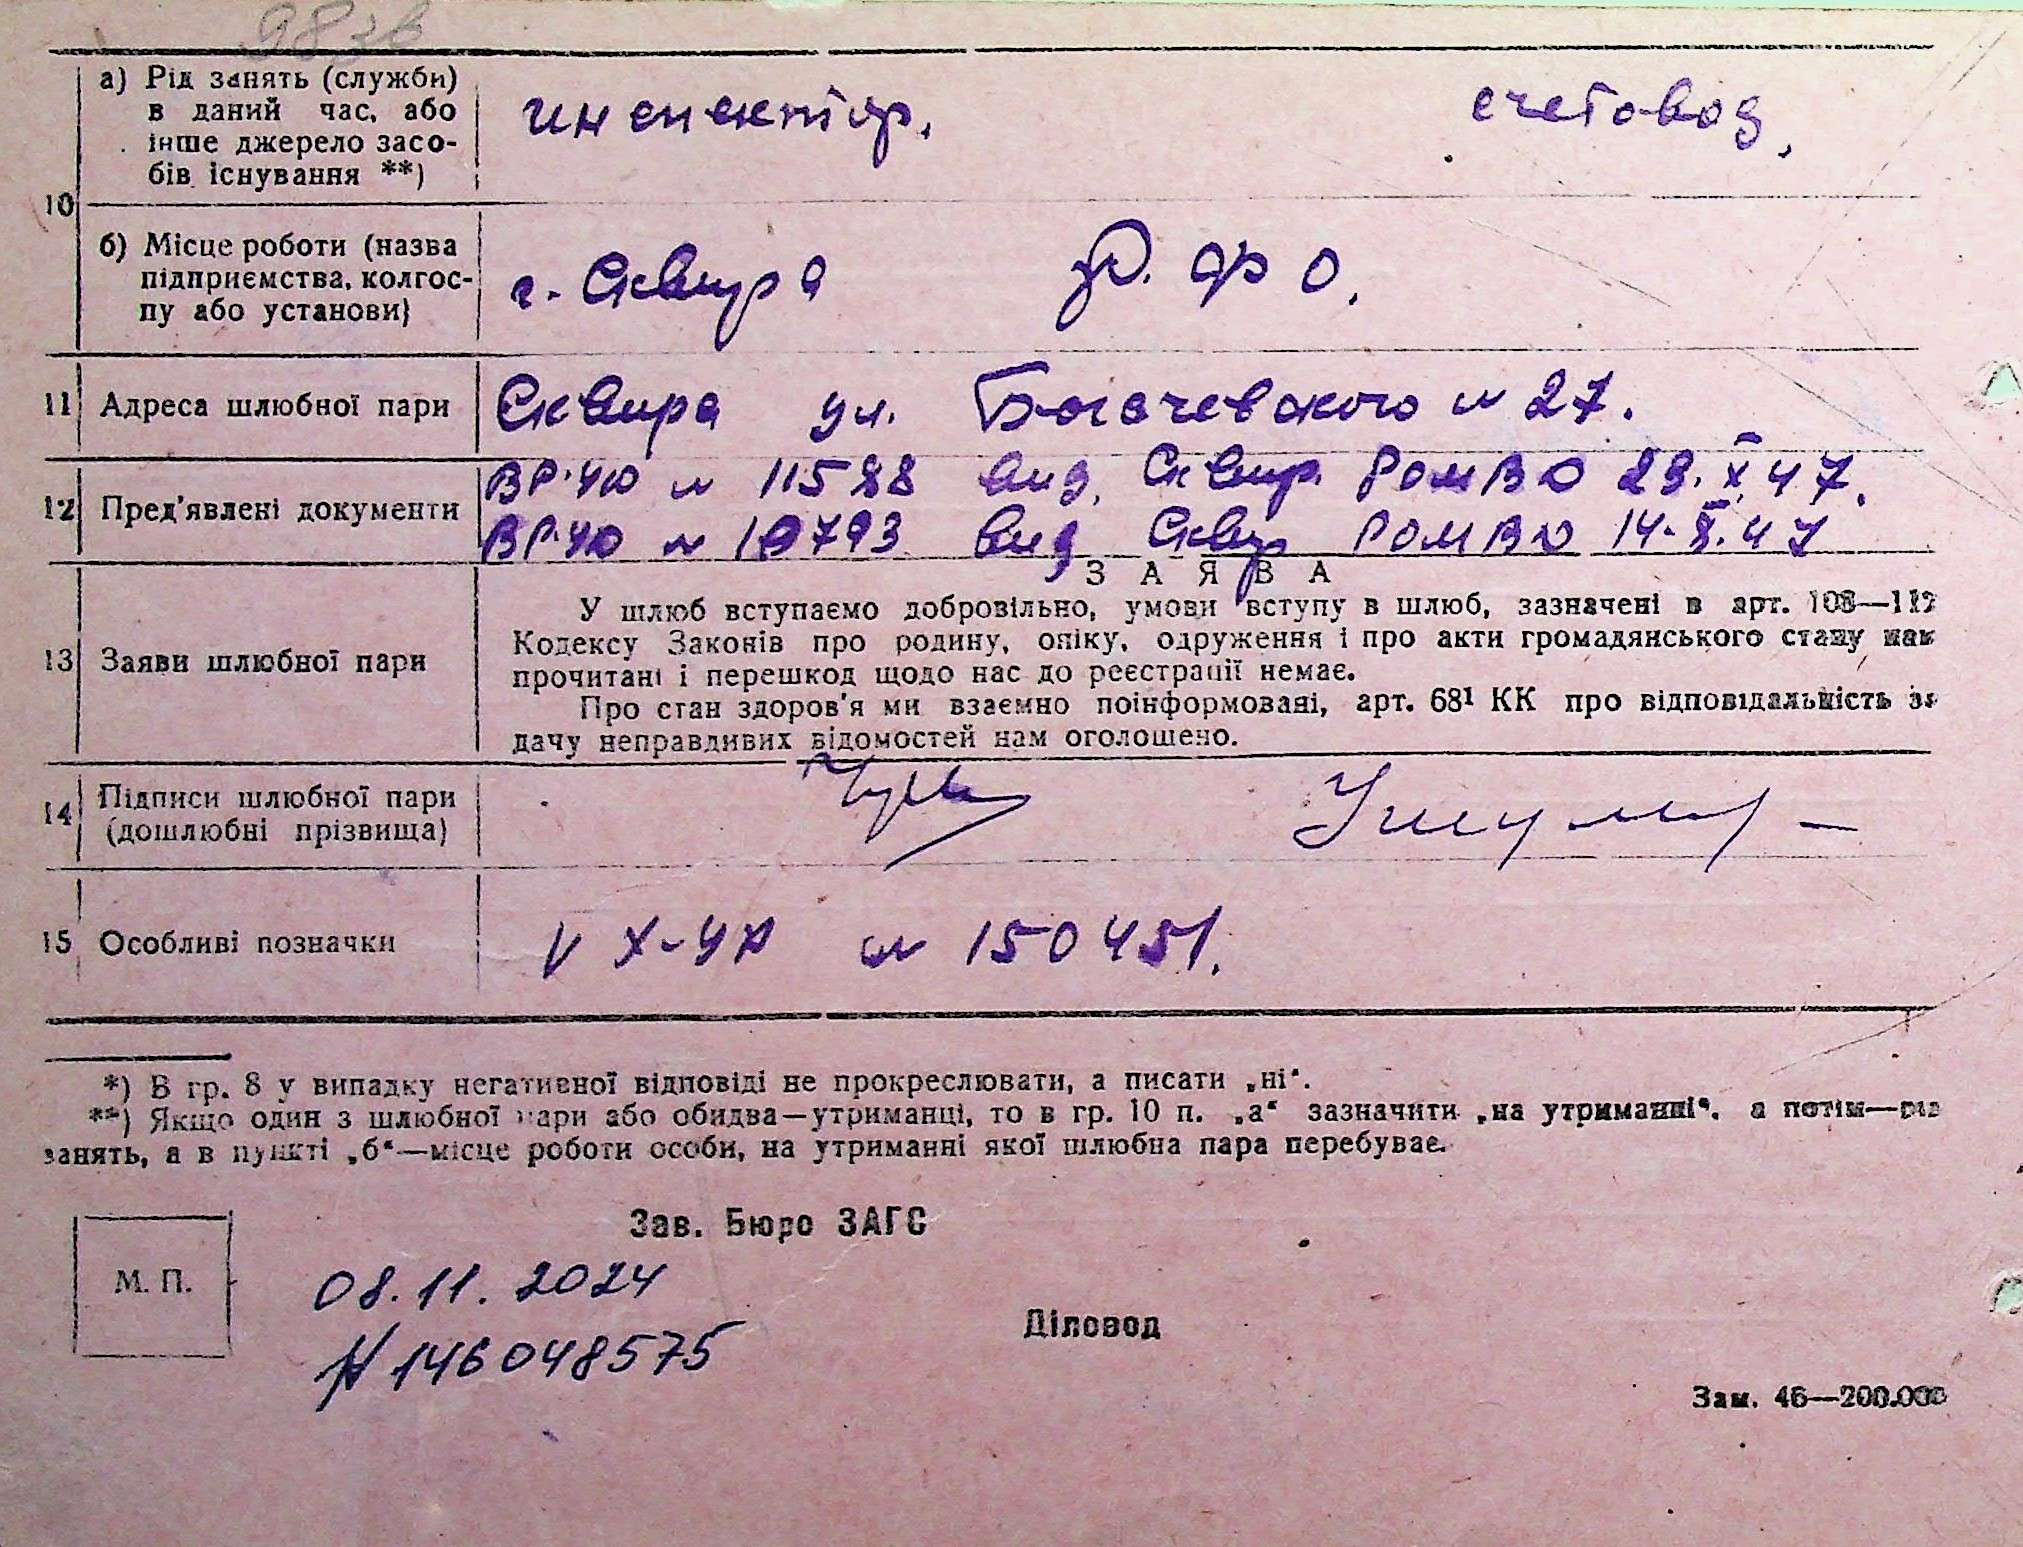 а) Рід занять (служби) в даний час, або інше джерело засобів існування **)
инспектор. счетовод,
10
б) Місце роботи (назва підприємства, колгоспу або установи)
г. Сквира Р. ф о.
11 Адреса шлюбної пари Сквира ул. Богачевского № 27.
12 Пред'явлені документи
№ 11588 вид. Сквир. РОМВД 29. X 47.
№ 10793 вид Сквир РОМВД 14. X. 47
ЗАЯВА
У шлюб вступаємо добровільно, умови вступу в шлюб, зазначені в арт. 108—112
Кодексу Законів про родину, опіку, одруження і про акти громадянського стану нам
13 Заяви шлюбної пари
прочитані і перешкод щодо нас до реєстрації немає.
Про стан здоров'я ми взаємно поінформовані, арт. 68¹ КК про відповідальність за
дачу неправдивих відомостей нам оголошено.
14 Підписи шлюбної пари
(дошлюбні прізвища)
15 Особливі позначки № 150451.
*) В гр. 8 у випадку негативної відповіді не прокреслювати, а писати „ні“.
**) Якщо один з шлюбної пари або обидва—утриманці, то в гр. 10 п. „а“ зазначити „на утриманні“, а потім—рід
занять, а в пункті „б“—місце роботи особи, на утриманні якої шлюбна пара перебуває.
Зав. Бюро ЗАГС
М. П.
08.11.2024
№146048575
Діловод
Зам. 46—200.000